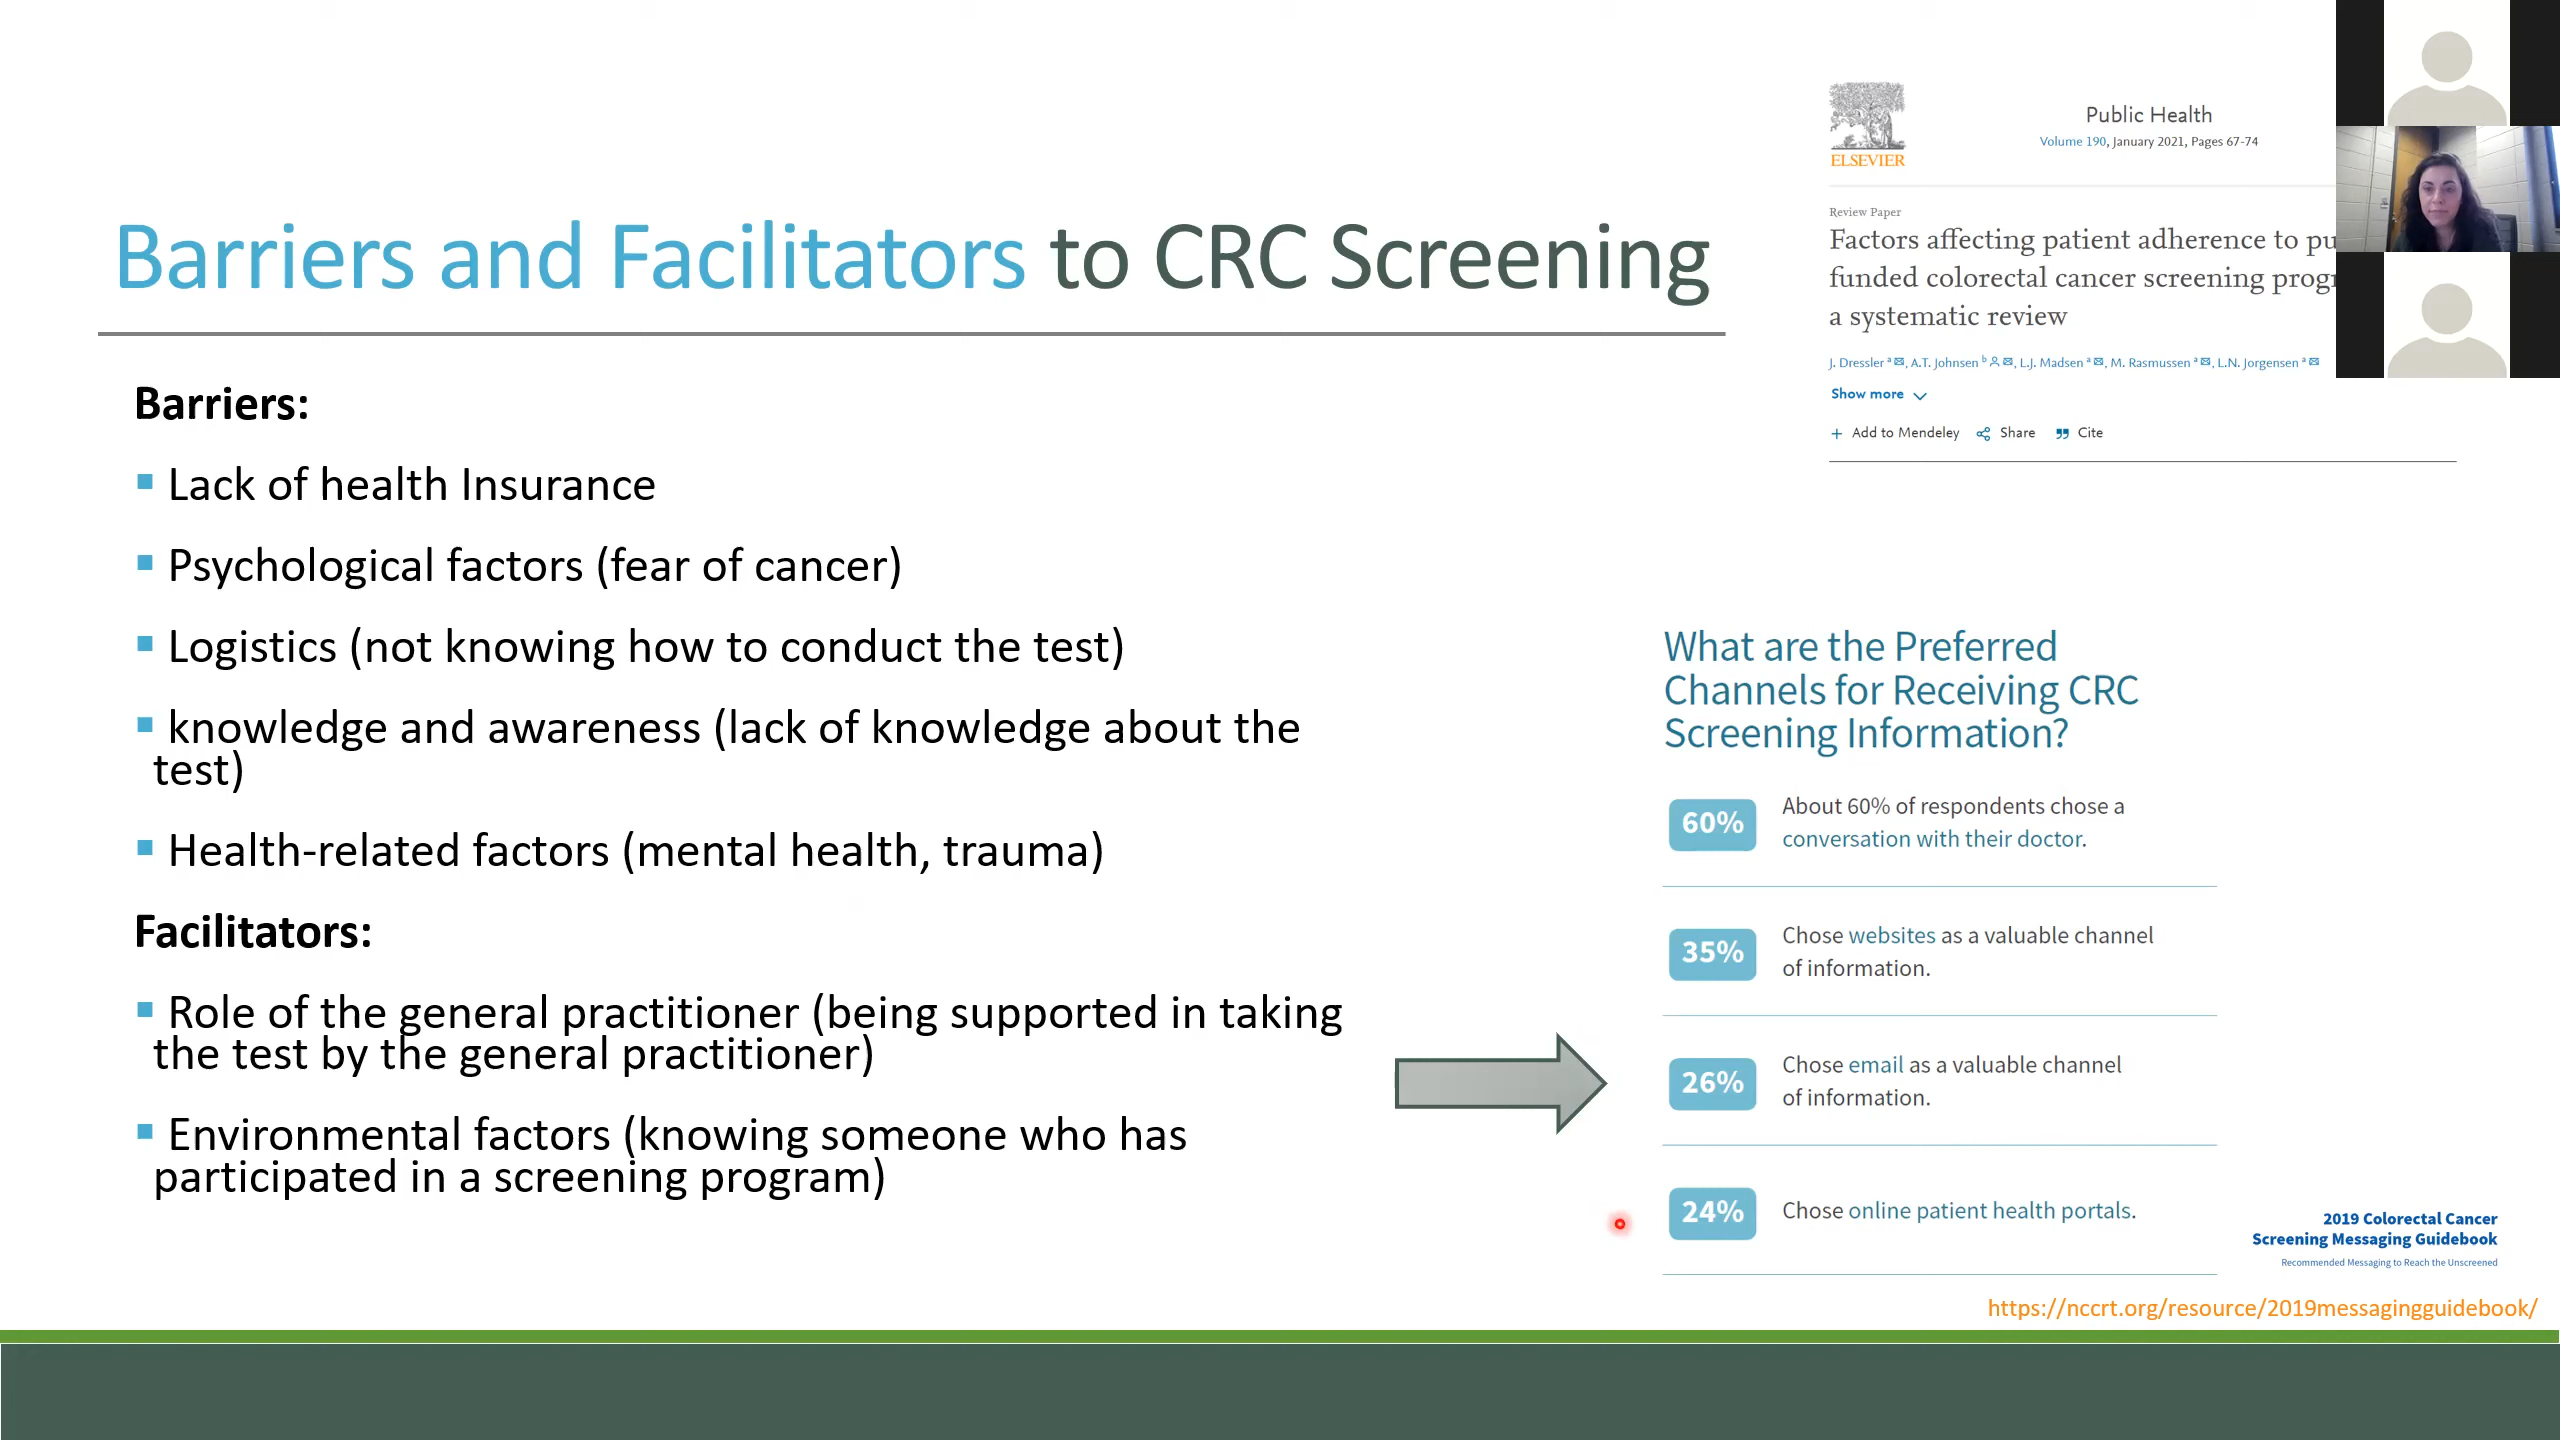 Barriers and Facilitators to CRC Screening
Barriers:
Lack of health Insurance
Psychological factors (fear of cancer)
Logistics (not knowing how to conduct the test)
knowledge and awareness (lack of knowledge about the
test)
Health-related factors (mental health, trauma)
Facilitators:
Role of the general practitioner (being supported in taking
the test by the general practitioner)
Environmental factors (knowing someone who has
participated in a screening program)
ELSEVIER
Public Health
Volume 190, January 2021, Pages 67-74
Review Paper
Factors affecting patient adherence to
funded colorectal cancer screening
a systematic review
J. Dressler a, A.T. Johnsen b, L.J. Madsen a, M. Rasmussen a, L.N. Jorgensen a
Show more
+ Add to Mendeley Share Cite
What are the Preferred
Channels for Receiving CRC
Screening Information?
60% About 60% of respondents chose a
conversation with their doctor.
35% Chose websites as a valuable channel
of information.
26% Chose email as a valuable channel
of information.
24% Chose online patient health portals.
2019 Colorectal Cancer
Screening Messaging Guidebook
Recommended Messaging to Reach the Unscreened
https://nccrt.org/resource/2019messagingguidebook/